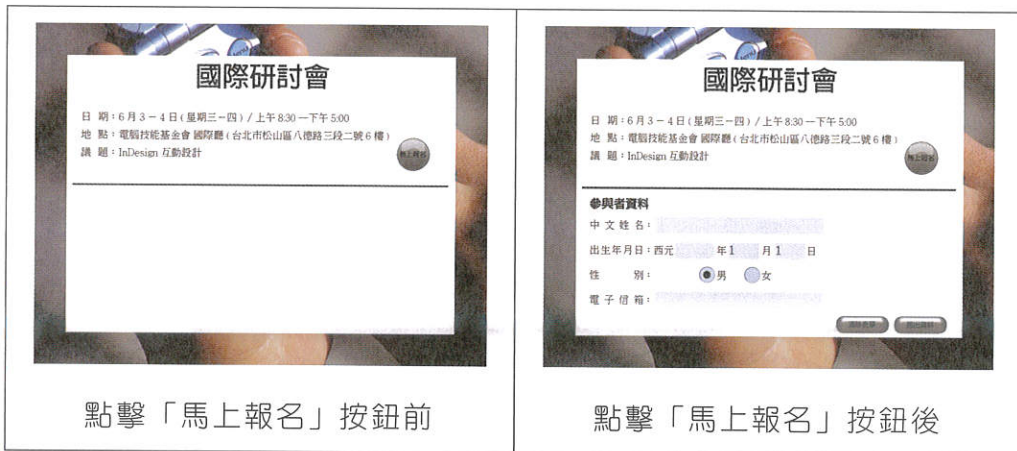 國際研討會
日 期：6 月 3 － 4 日 ( 星期三－四 ) / 上午 8:30 —下午 5:00
地 點：電腦技能基金會 國際廳 ( 台北市松山區八德路三段二號 6 樓 )
馬上報名
議 題：InDesign 互動設計
點擊「馬上報名」按鈕前
國際研討會
日 期：6 月 3 － 4 日 ( 星期三－四 ) / 上午 8:30 —下午 5:00
地 點：電腦技能基金會 國際廳 ( 台北市松山區八德路三段二號 6 樓 )
馬上報名
議 題：InDesign 互動設計
參與者資料
中 文 姓 名：
出生年月日：西元 年 1 月 1 日
性 別： 男 女
電 子 信 箱：
清除表單 送出資料
點擊「馬上報名」按鈕後